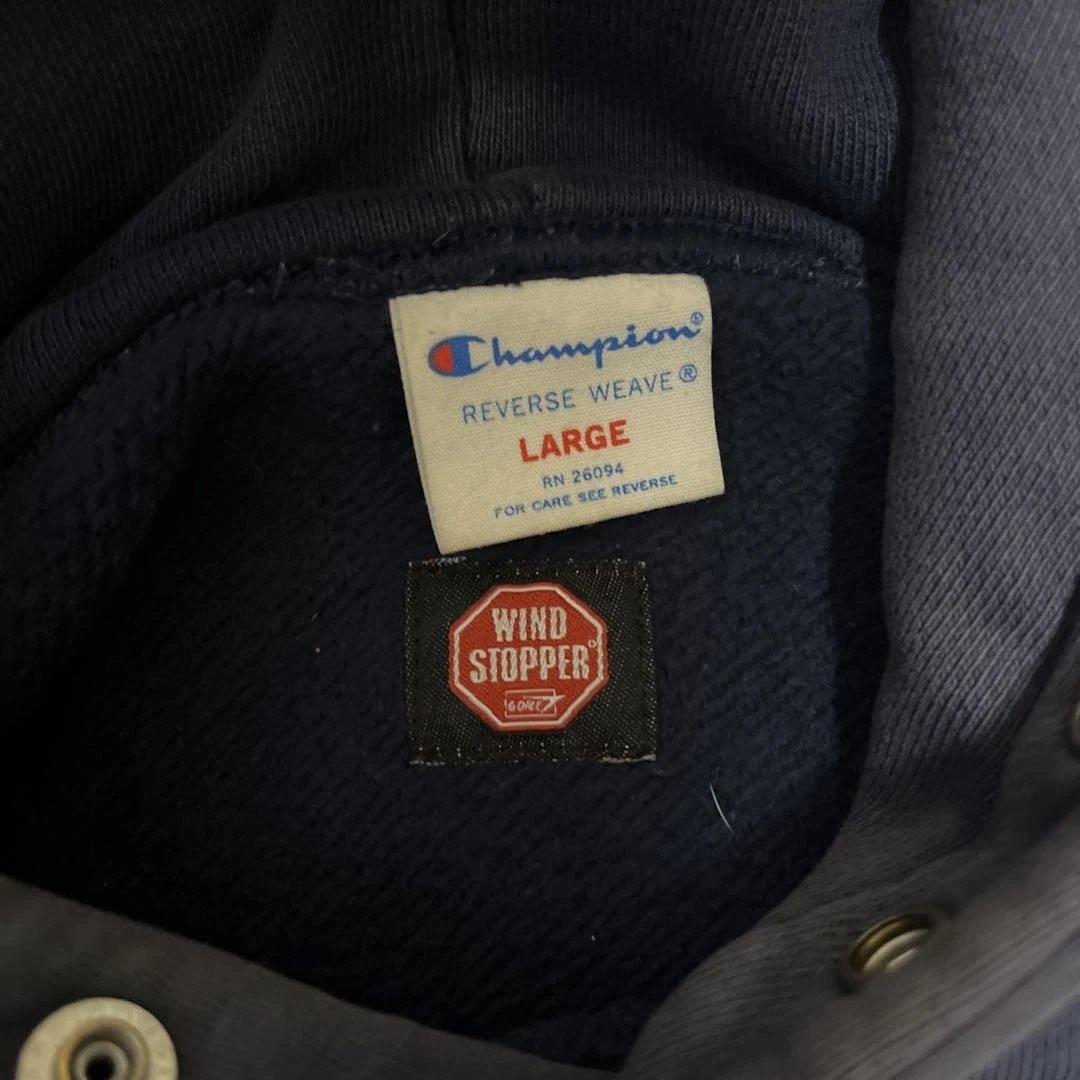 Champion®
REVERSE WEAVE®
LARGE
RN 26094
FOR CARE SEE REVERSE
WIND
STOPPER®
GORE